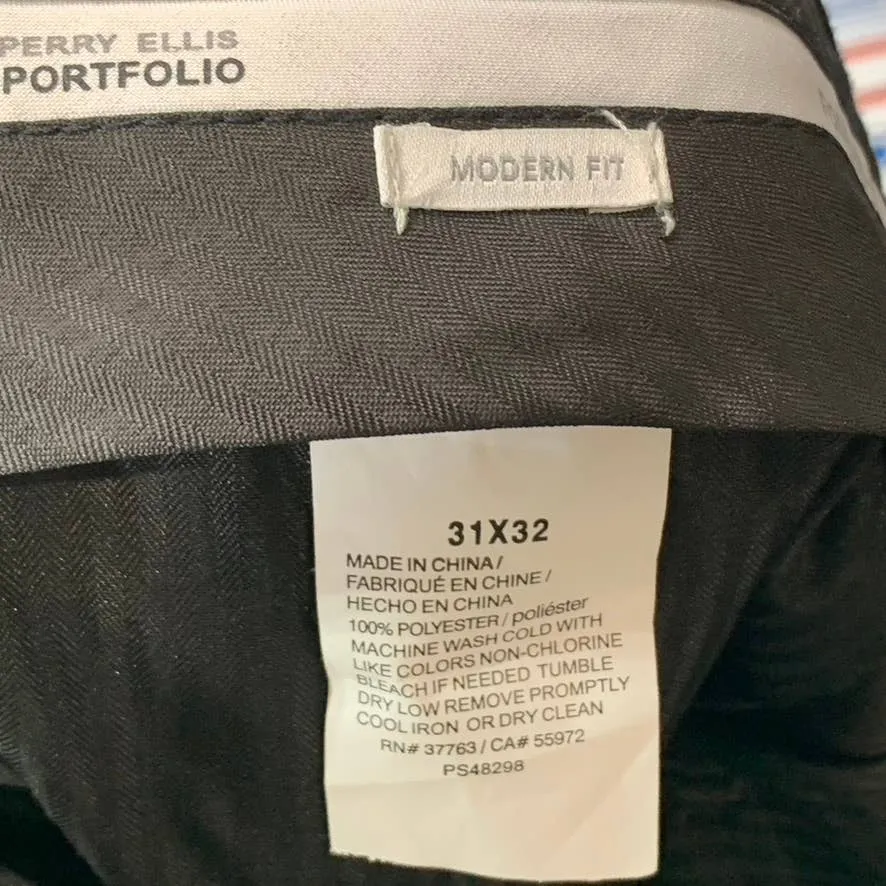 PERRY ELLIS
PORTFOLIO
MODERN FIT
31X32
MADE IN CHINA /
FABRIQUÉ EN CHINE /
HECHO EN CHINA
100% POLYESTER / poliéster
MACHINE WASH COLD WITH
LIKE COLORS NON-CHLORINE
BLEACH IF NEEDED TUMBLE
DRY LOW REMOVE PROMPTLY
COOL IRON OR DRY CLEAN
RN# 37763 / CA# 55972
PS48298